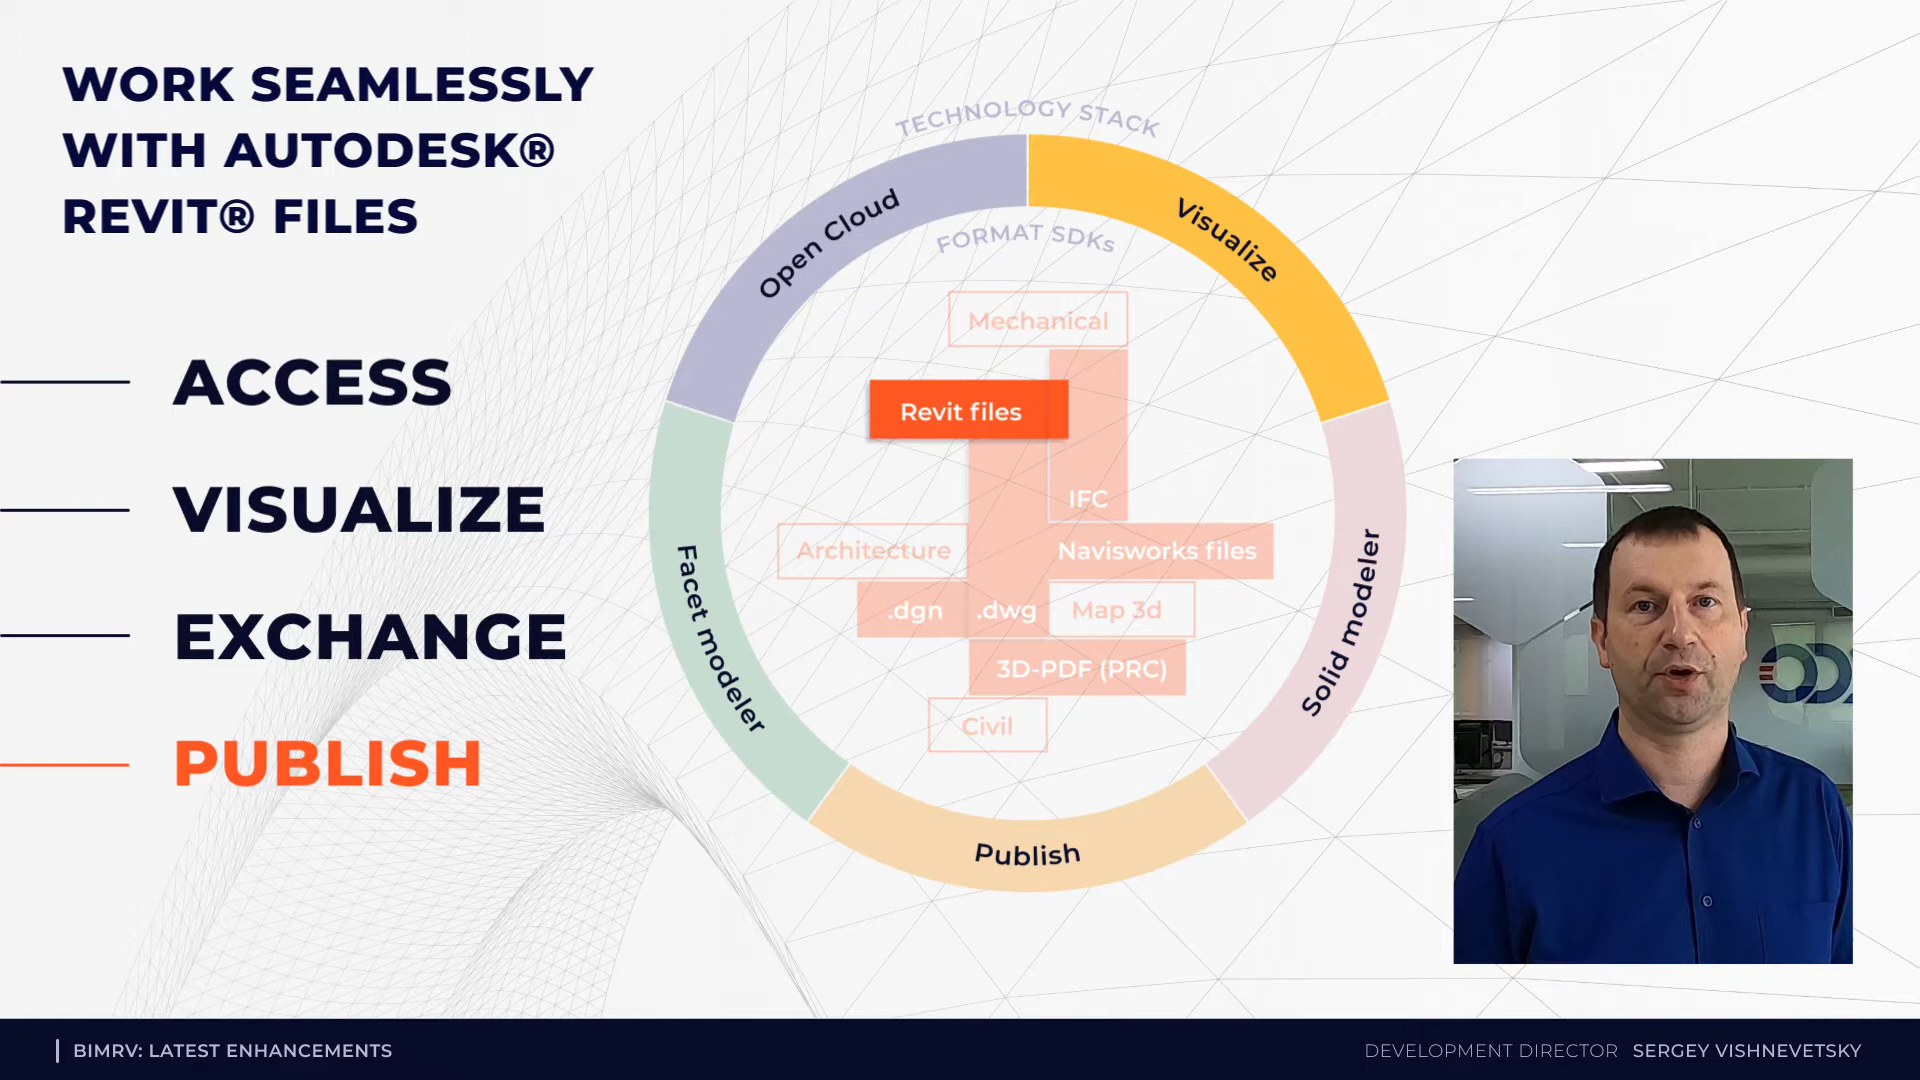 WORK SEAMLESSLY
WITH AUTODESK®
REVIT® FILES
ACCESS
VISUALIZE
EXCHANGE
PUBLISH
TECHNOLOGY STACK
Open Cloud
Visualize
FORMAT SDKs
Mechanical
Revit files
IFC
Architecture
Navisworks files
.dgn
.dwg
Map 3d
3D-PDF (PRC)
Civil
Facet modeler
Solid modeler
Publish
BIMRV: LATEST ENHANCEMENTS
DEVELOPMENT DIRECTOR SERGEY VISHNEVETSKY